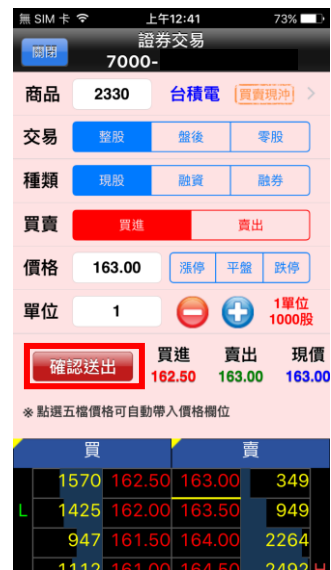 無 SIM 卡 上午12:41 73%
關閉 證券交易
7000-
商品 2330 台積電 買賣現沖
交易 整股 盤後 零股
種類 現股 融資 融券
買賣 買進 賣出
價格 163.00 漲停 平盤 跌停
單位 1 1單位
1000股
確認送出 買進 賣出 現價
162.50 163.00 163.00
※ 點選五檔價格可自動帶入價格欄位
買 賣
1570 162.50 163.00 349
L 1425 162.00 163.50 949
947 161.50 164.00 2264
1112 161.00 164.50 2492 H